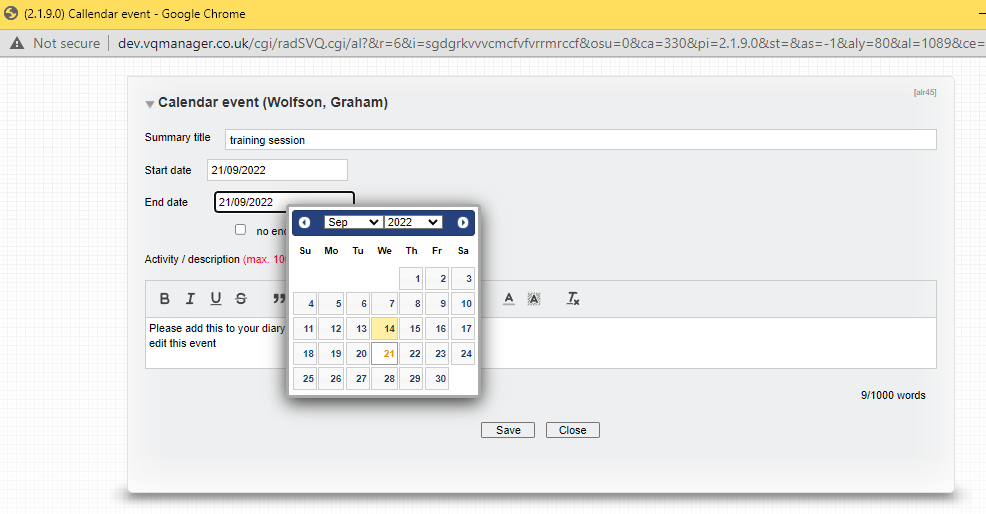 (2.1.9.0) Callendar event - Google Chrome
Not secure dev.vqmanager.co.uk/cgi/radSVQ.cgi/al?&r=6&i=sgdgrkvvvcmcfvfvrrmrccf&osu=0&ca=330&pi=2.1.9.0&st=&as=-1&aly=80&al=1089&ce=
Calendar event (Wolfson, Graham)
[alr45]
Summary title training session
Start date 21/09/2022
End date 21/09/2022
Sep 2022
no end
Su Mo Tu We Th Fr Sa
Activity / description (max. 10
1 2 3
B I U S A A Tx
4 5 6 7 8 9 10
Please add this to your diary
11 12 13 14 15 16 17
edit this event
18 19 20 21 22 23 24
25 26 27 28 29 30
9/1000 words
Save Close